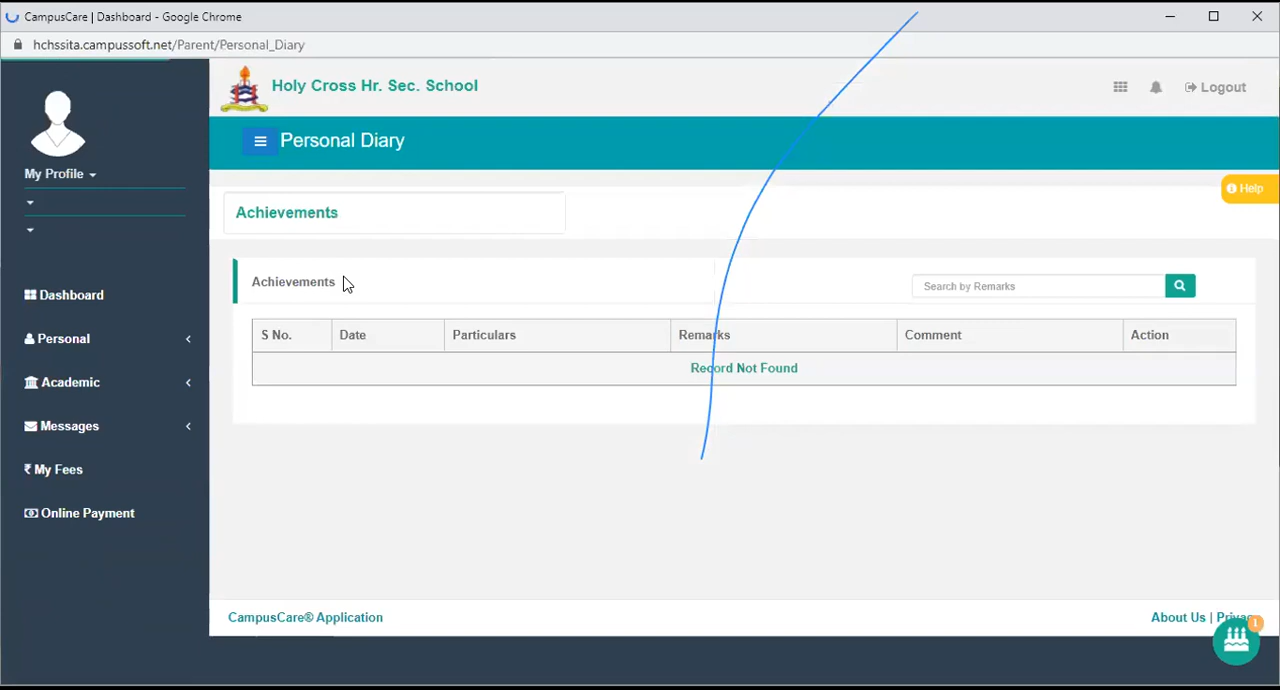 CampusCare | Dashboard - Google Chrome
hchssita.campussoft.net/Parent/Personal_Diary
Holy Cross Hr. Sec. School
Logout
My Profile
Personal Diary
Help
Achievements
Achievements
Search by Remarks
S No. Date Particulars Remarks Comment Action
Record Not Found
Dashboard
Personal
Academic
Messages
₹ My Fees
Online Payment
CampusCare® Application
About Us |
1